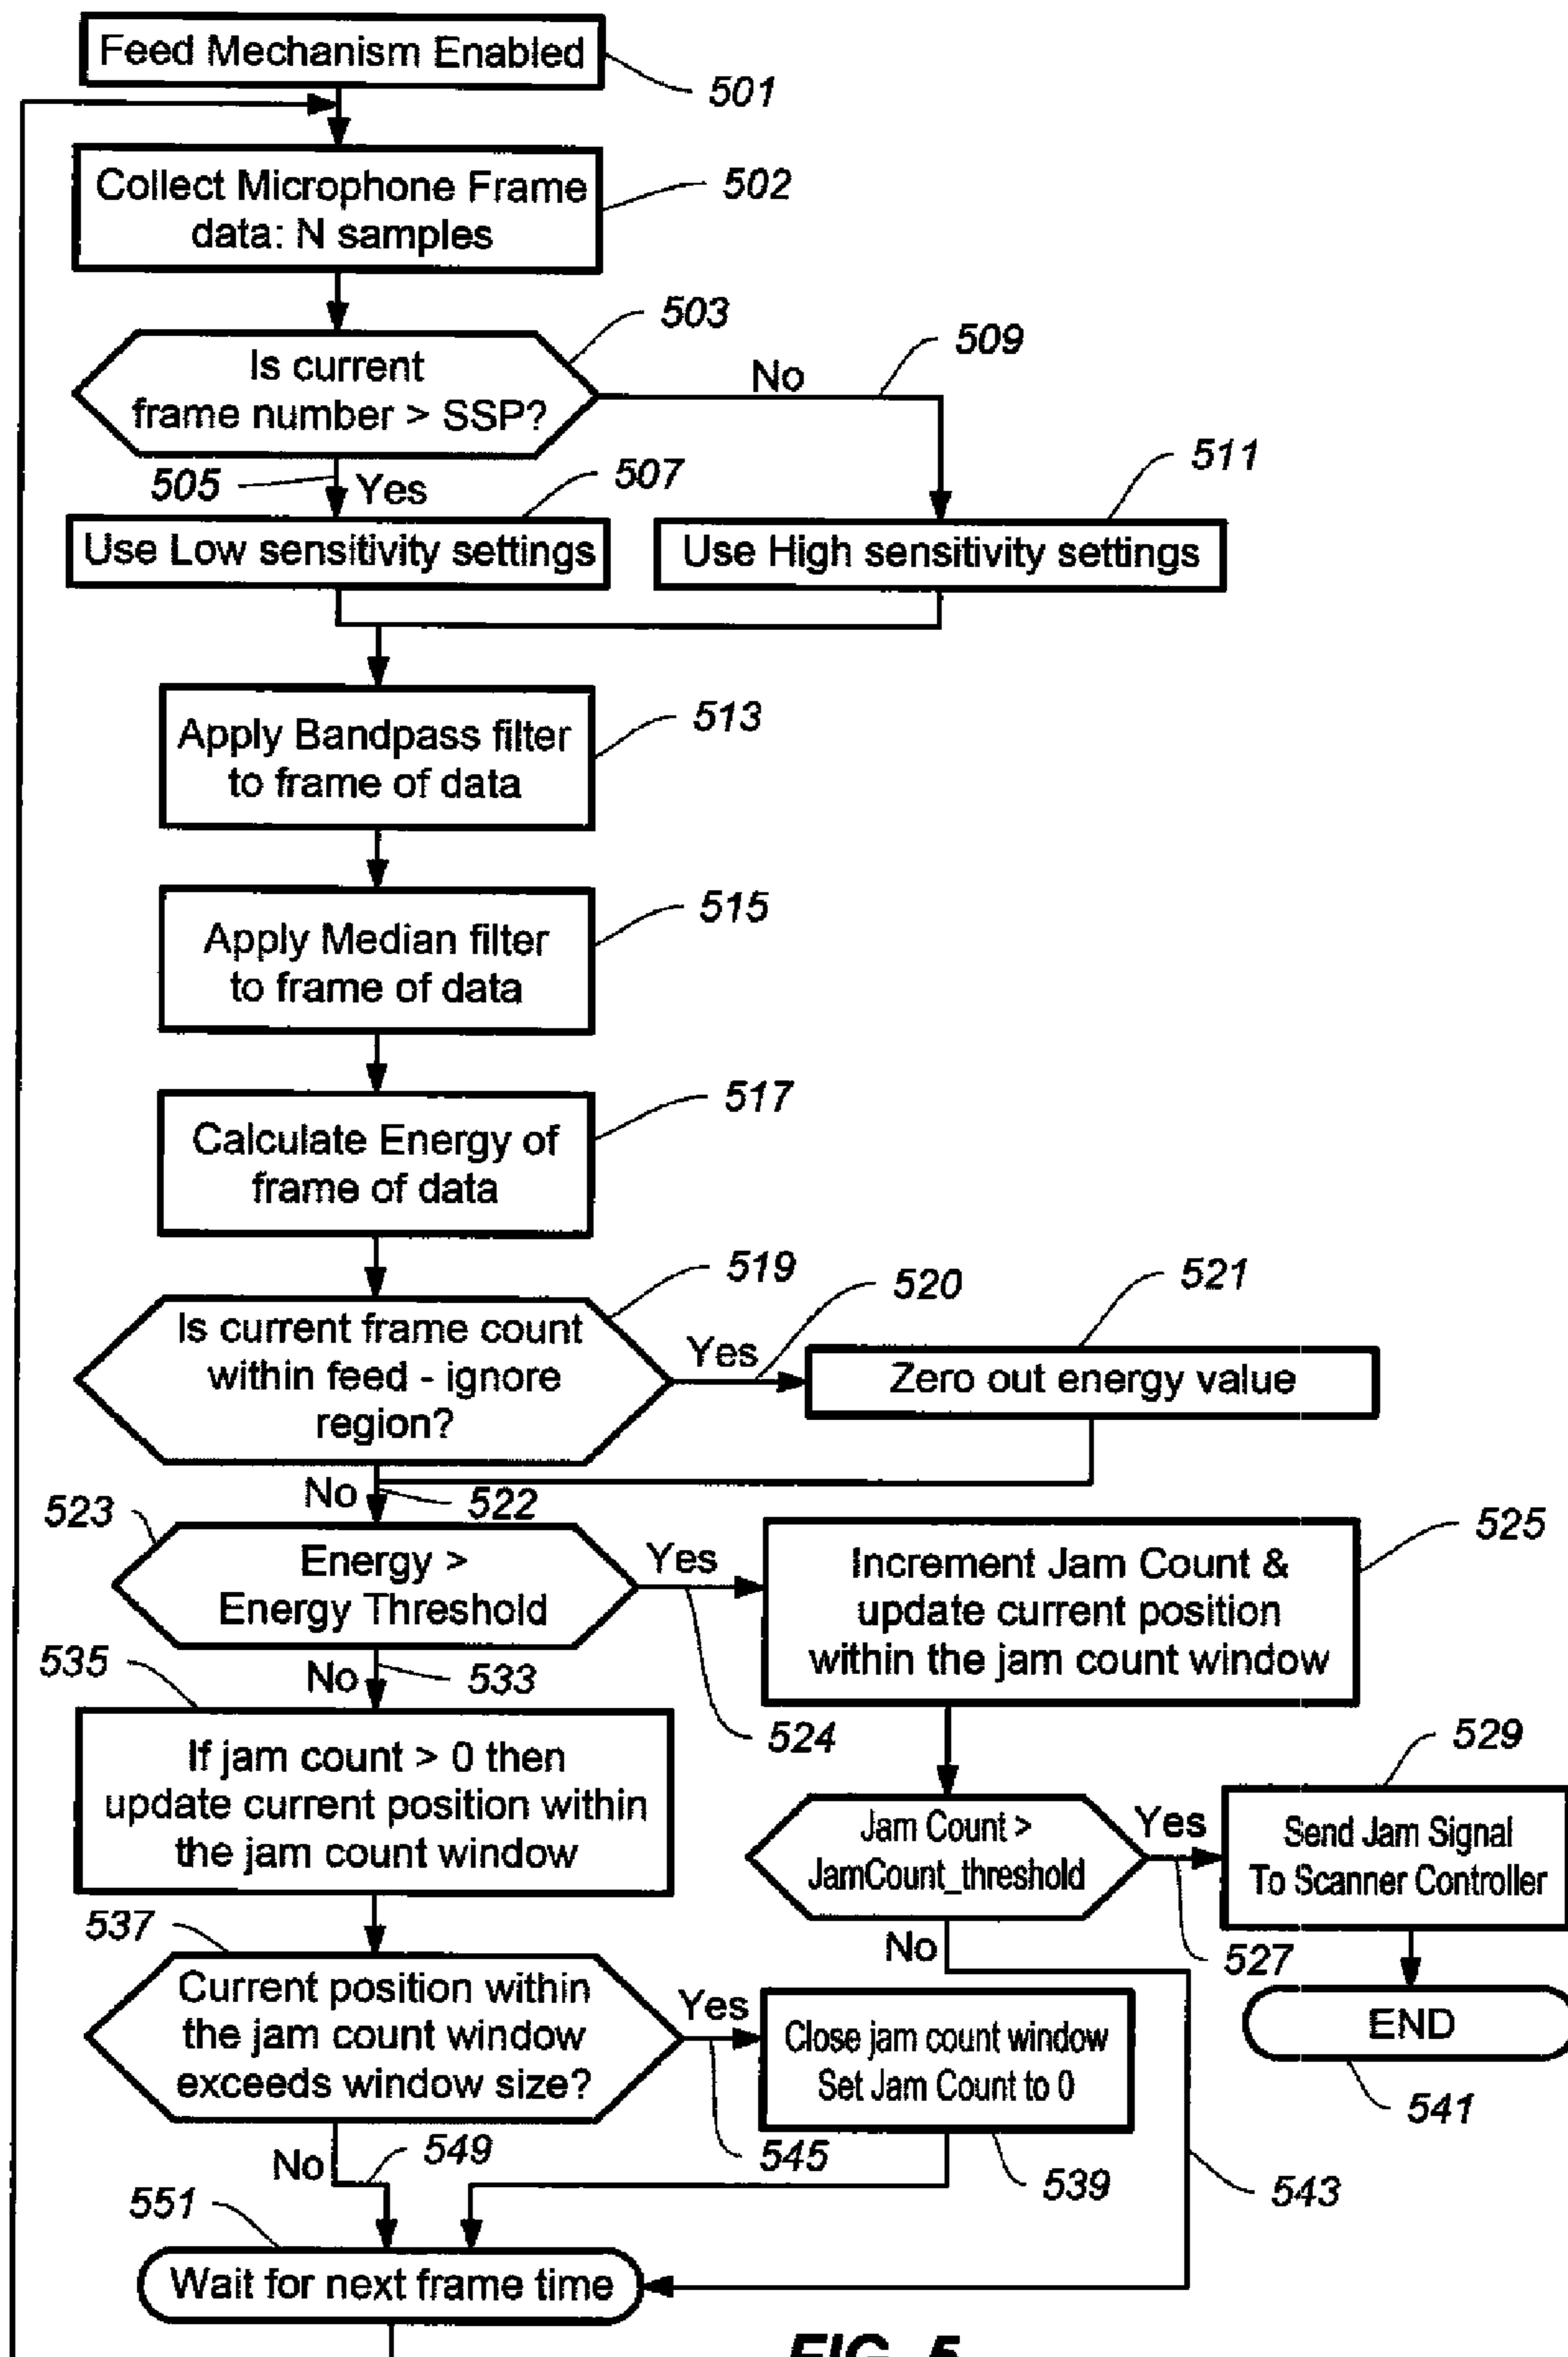 Feed Mechanism Enabled
501
Collect Microphone Frame
data: N samples
502
503
Is current
frame number > SSP?
No
509
505
Yes
507
511
Use Low sensitivity settings
Use High sensitivity settings
Apply Bandpass filter
to frame of data
513
Apply Median filter
to frame of data
515
Calculate Energy of
frame of data
517
519
Is current frame count
within feed - ignore
region?
Yes
520
521
Zero out energy value
No
522
523
Energy >
Energy Threshold
Yes
524
525
Increment Jam Count &
update current position
within the jam count window
No
533
535
If jam count > 0 then
update current position within
the jam count window
Jam Count >
JamCount_threshold
Yes
527
529
Send Jam Signal
To Scanner Controller
No
543
END
541
537
Current position within
the jam count window
exceeds window size?
Yes
545
Close jam count window
Set Jam Count to 0
539
No
549
551
Wait for next frame time
FIG. 5